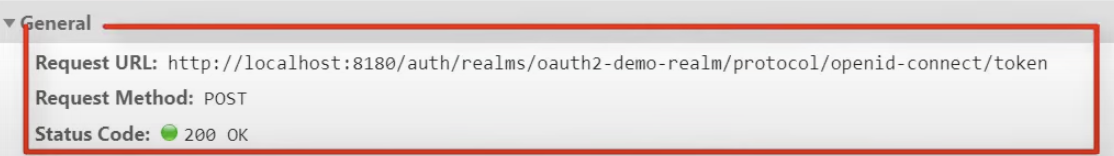 General
Request URL: http://localhost:8180/auth/realms/oauth2-demo-realm/protocol/openid-connect/token
Request Method: POST
Status Code: 200 OK